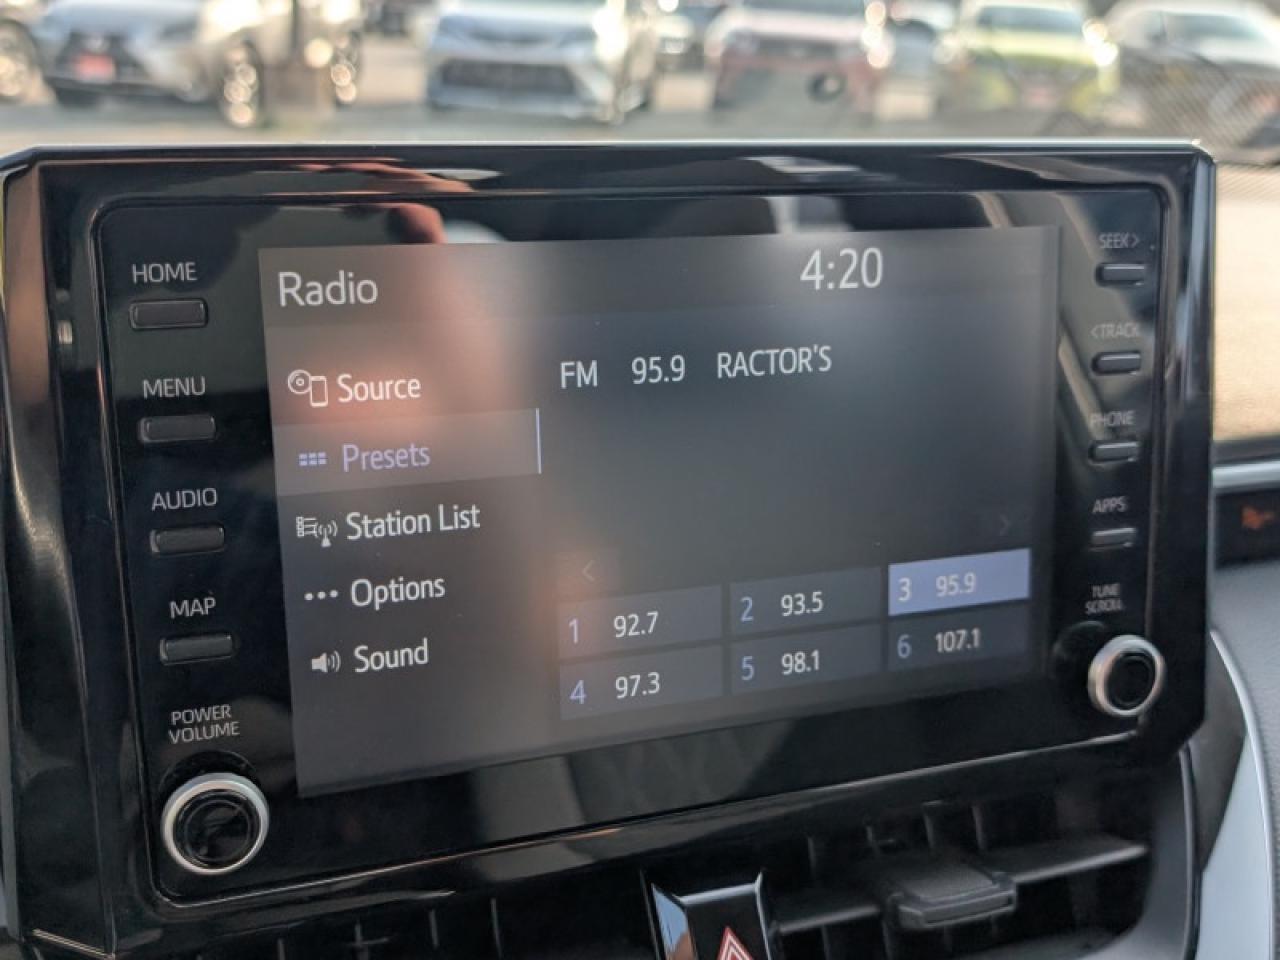 HOME
MENU
AUDIO
MAP
POWER
VOLUME
Radio
4:20
Source
Presets
Station List
Options
Sound
FM 95.9 RACTOR'S
<
>
1 92.7
2 93.5
3 95.9
4 97.3
5 98.1
6 107.1
SEEK>
<TRACK
PHONE
APPS
TUNE
SCROLL